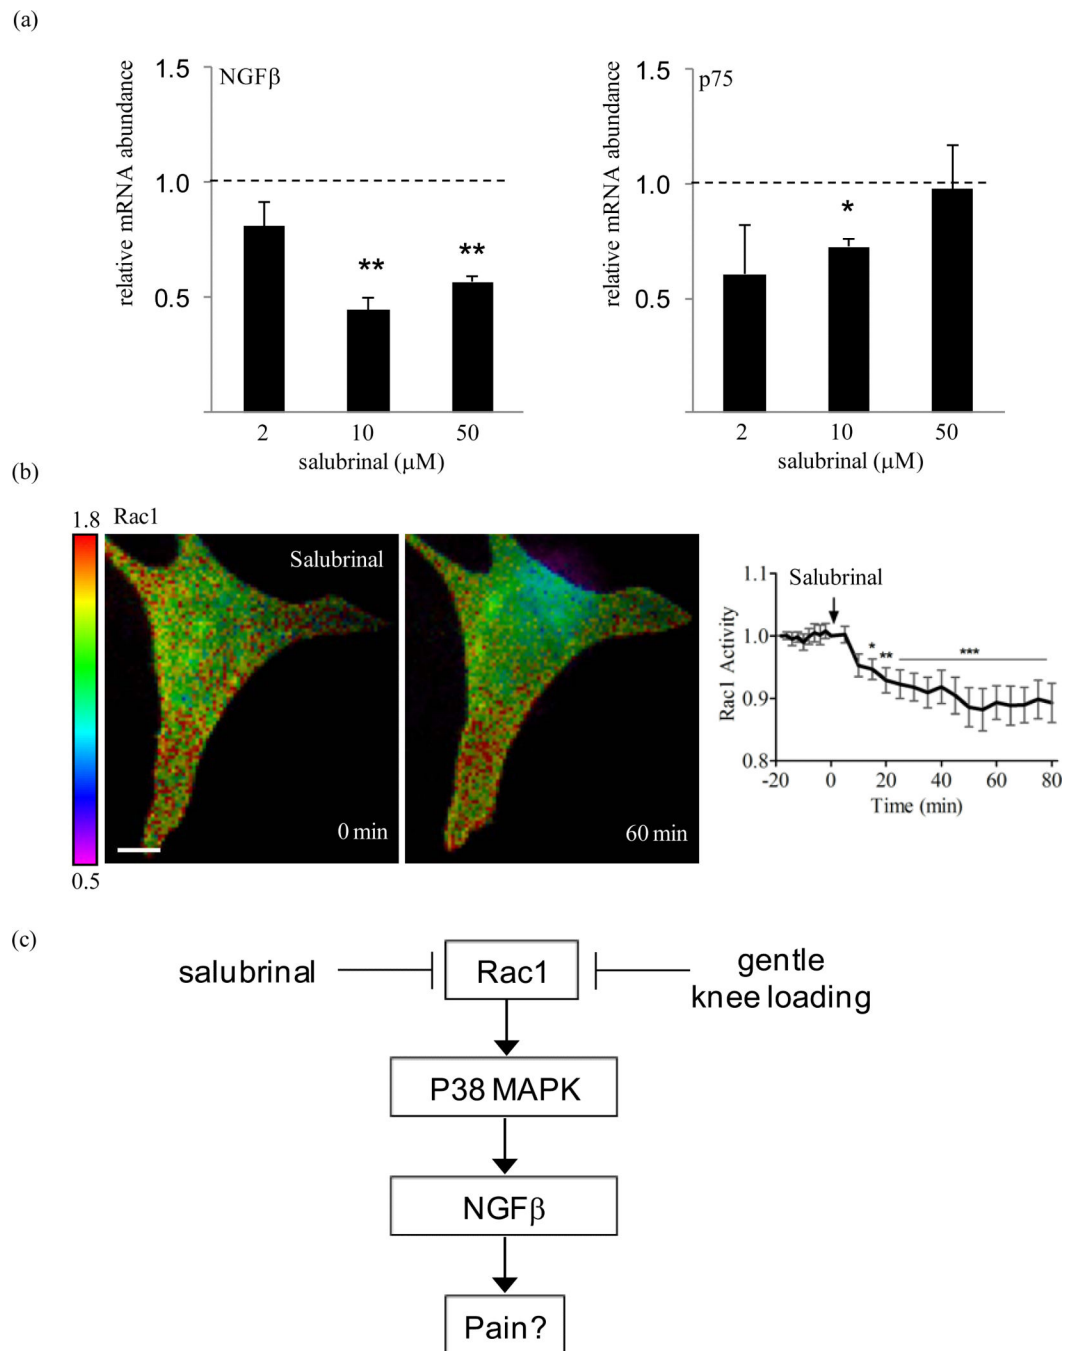 (a)
NGFβ
relative mRNA abundance
1.5
1.0
0.5
**
**
2 10 50
salubrinal (μM)
p75
relative mRNA abundance
1.5
1.0
0.5
*
2 10 50
salubrinal (μM)
(b)
1.8
Rac1
0.5
Salubrinal
0 min
60 min
Salubrinal
Rac1 Activity
1.1
1.0
0.9
0.8
*
**
***
-20 0 20 40 60 80
Time (min)
(c)
salubrinal
Rac1
gentle
knee loading
P38 MAPK
NGFβ
Pain?